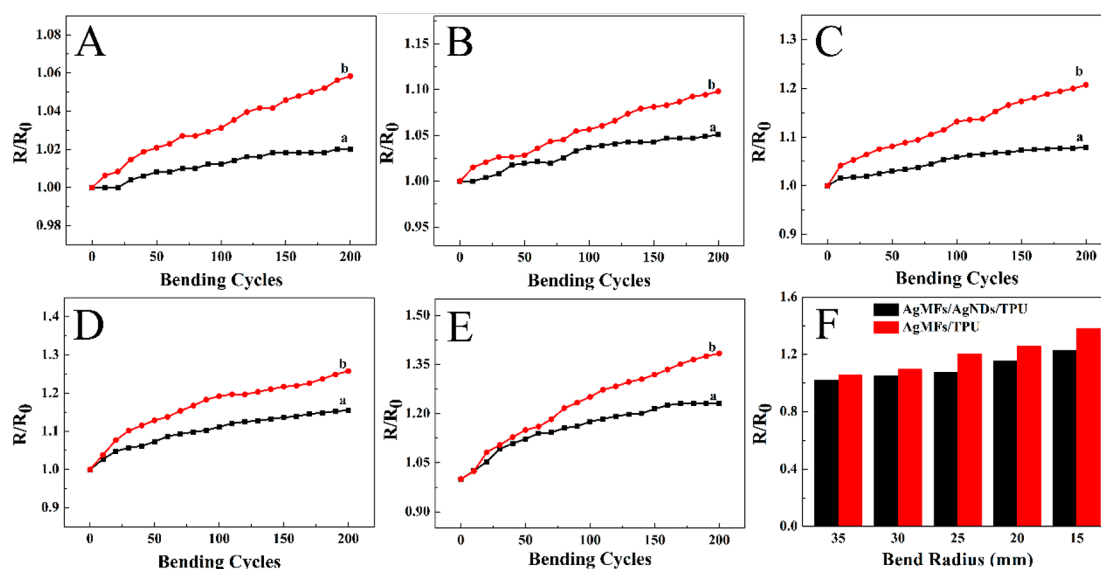 A
1.08
1.06
1.04
1.02
1.00
0.98
R/R0
b
a
0
50
100
150
200
Bending Cycles
B
1.15
1.10
1.05
1.00
0.95
R/R0
b
a
0
50
100
150
200
Bending Cycles
C
1.3
1.2
1.1
1.0
0.9
R/R0
b
a
0
50
100
150
200
Bending Cycles
D
1.4
1.3
1.2
1.1
1.0
0.9
R/R0
b
a
0
50
100
150
200
Bending Cycles
E
1.50
1.35
1.20
1.05
0.90
R/R0
b
a
0
50
100
150
200
Bending Cycles
F
AgMFs/AgNDs/TPU
AgMFs/TPU
1.6
1.2
0.8
0.4
0.0
R/R0
35
30
25
20
15
Bend Radius (mm)